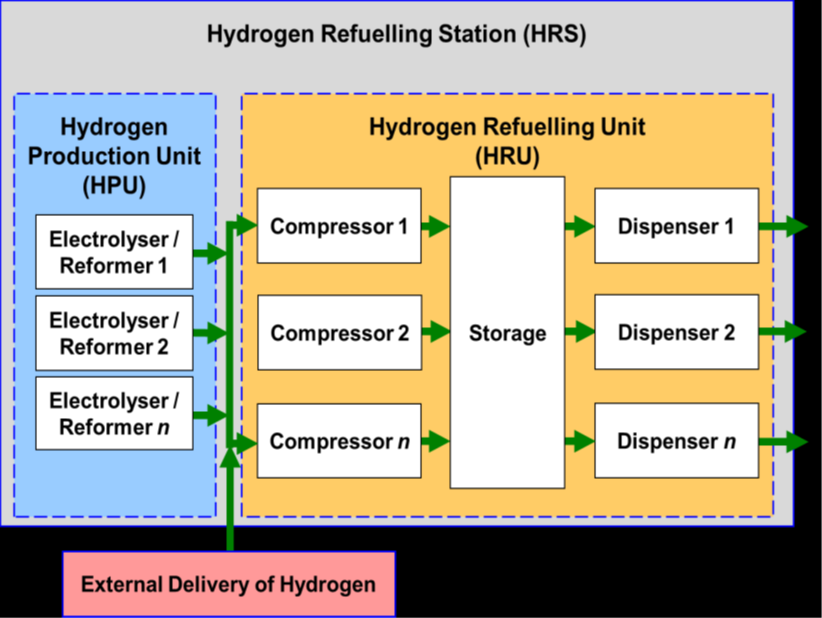 Hydrogen Refuelling Station (HRS)
Hydrogen
Production Unit
(HPU)
Electrolyser /
Reformer 1
Electrolyser /
Reformer 2
Electrolyser /
Reformer n
Hydrogen Refuelling Unit
(HRU)
Compressor 1
Compressor 2
Compressor n
Storage
Dispenser 1
Dispenser 2
Dispenser n
External Delivery of Hydrogen